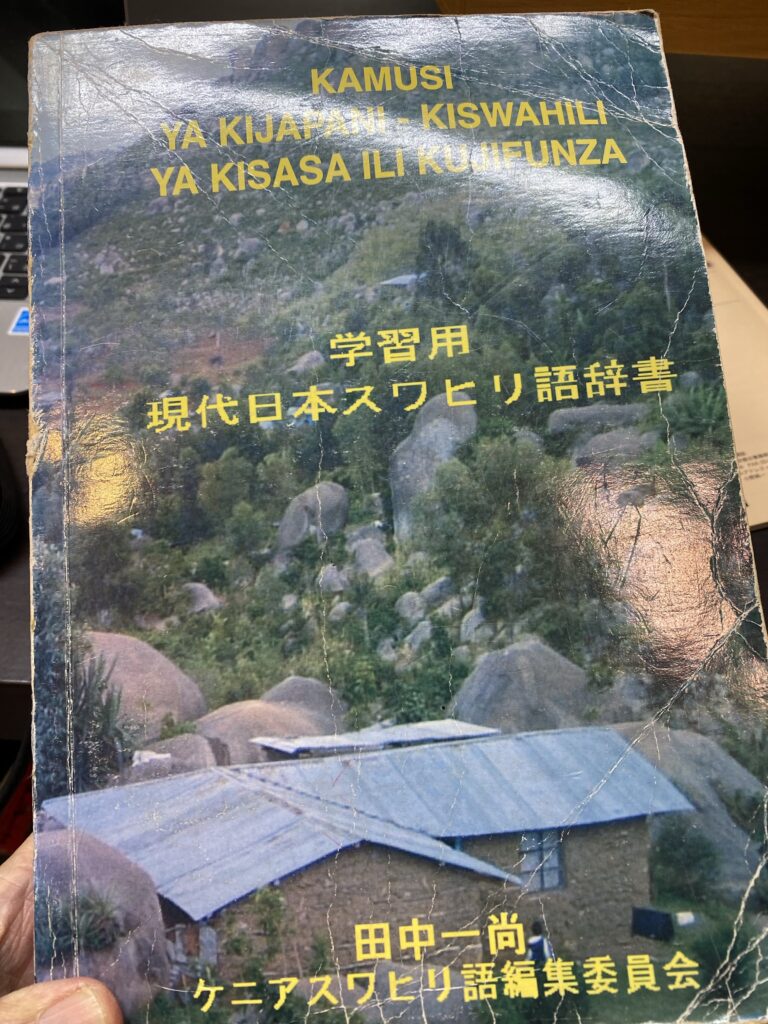 KAMUSI
YA KIJAPANI - KISWAHILI
YA KISASA ILI KUJIFUNZA
学習用
現代日本スワヒリ語辞書
田中一尚
ケニアスワヒリ語編集委員会